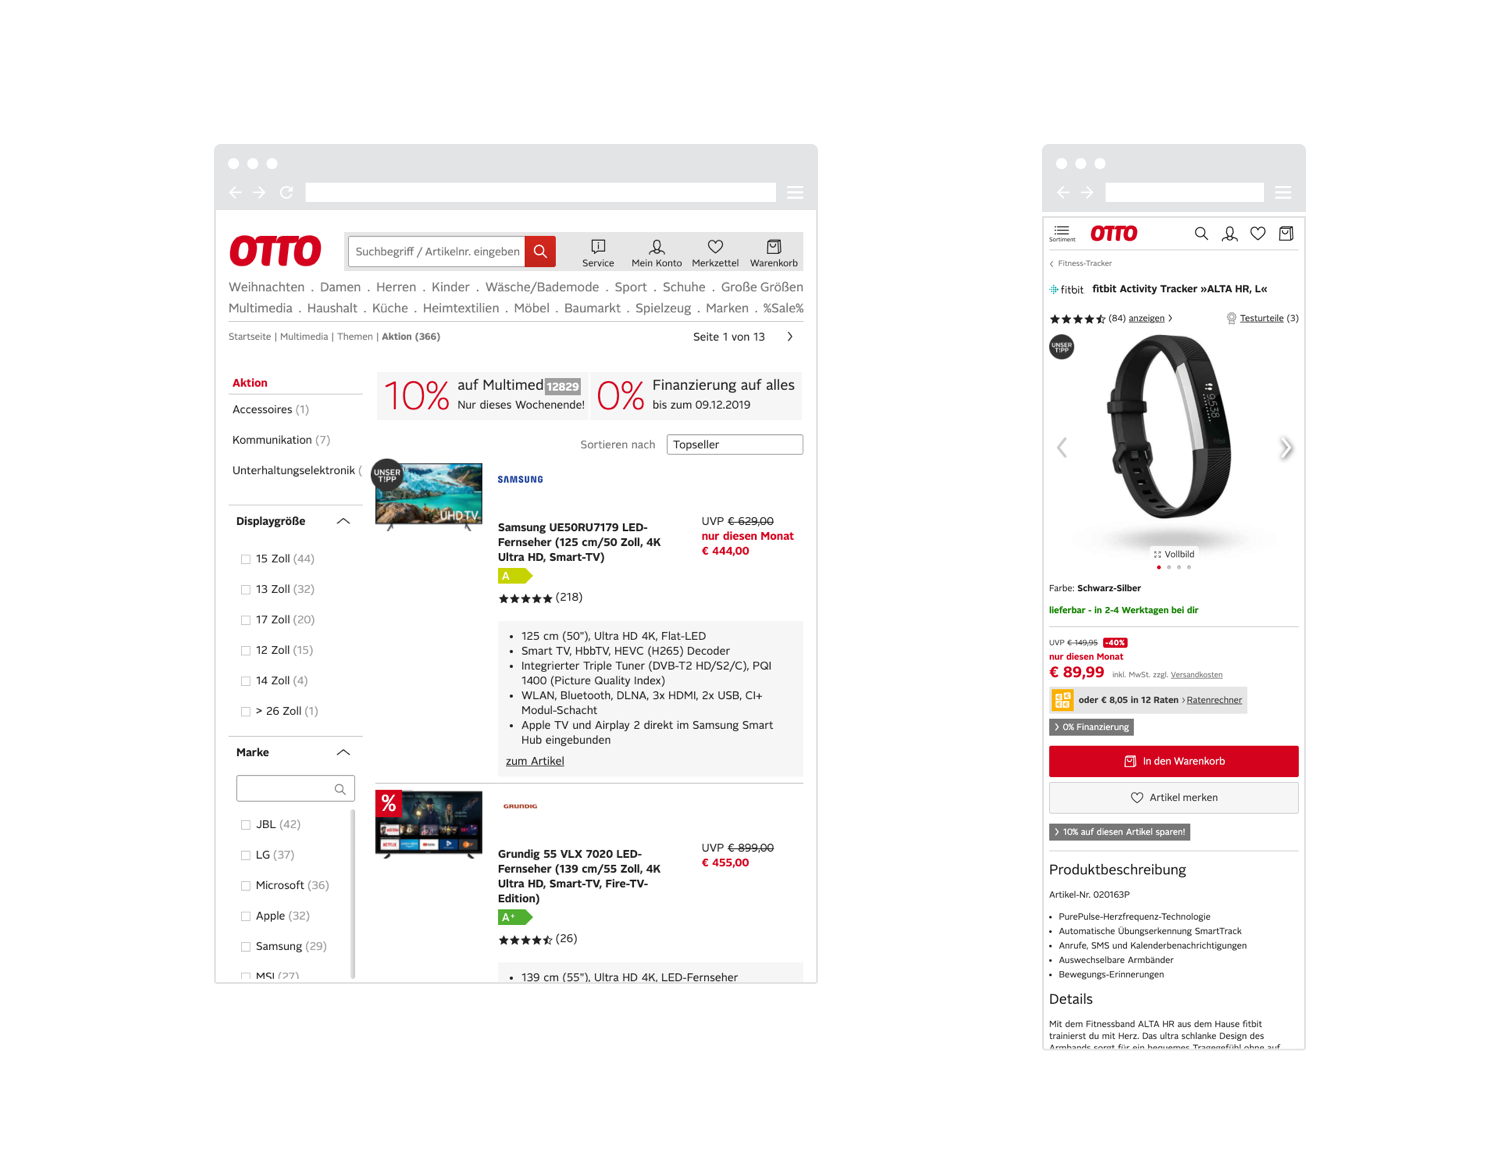 OTTO
Suchbegriff / Artikelnr. eingeben
Service
Mein Konto
Merkzettel
Warenkorb
Weihnachten . Damen . Herren . Kinder . Wäsche/Bademode . Sport . Schuhe . Große Größen
Multimedia . Haushalt . Küche . Heimtextilien . Möbel . Baumarkt . Spielzeug . Marken . %Sale%
Startseite | Multimedia | Themen | Aktion (366)
Seite 1 von 13
Aktion
Accessoires (1)
Kommunikation (7)
Unterhaltungselektronik (
Displaygröße
15 Zoll (44)
13 Zoll (32)
17 Zoll (20)
12 Zoll (15)
14 Zoll (4)
> 26 Zoll (1)
Marke
JBL (42)
LG (37)
Microsoft (36)
Apple (32)
Samsung (29)
MSI (27)
10%
auf Multimed 12829
Nur dieses Wochenende!
0%
Finanzierung auf alles
bis zum 09.12.2019
Sortieren nach
Topseller
UNSER
T!PP
UHD TV
SAMSUNG
Samsung UE50RU7179 LED-
Fernseher (125 cm/50 Zoll, 4K
Ultra HD, Smart-TV)
A
(218)
UVP € 629,00
nur diesen Monat
€ 444,00
• 125 cm (50"), Ultra HD 4K, Flat-LED
• Smart TV, HbbTV, HEVC (H265) Decoder
• Integrierter Triple Tuner (DVB-T2 HD/S2/C), PQI
1400 (Picture Quality Index)
• WLAN, Bluetooth, DLNA, 3x HDMI, 2x USB, CI+
Modul-Schacht
• Apple TV und Airplay 2 direkt im Samsung Smart
Hub eingebunden
zum Artikel
%
GRUNDIG
Grundig 55 VLX 7020 LED-
Fernseher (139 cm/55 Zoll, 4K
Ultra HD, Smart-TV, Fire-TV-
Edition)
A+
(26)
UVP € 899,00
€ 455,00
• 139 cm (55"), Ultra HD 4K, LED-Fernseher
Sortiment
OTTO
Fitness-Tracker
fitbit
fitbit Activity Tracker »ALTA HR, L«
(84) anzeigen
Testurteile (3)
UNSER
T!PP
9:538
fitbit
Vollbild
Farbe: Schwarz-Silber
lieferbar - in 2-4 Werktagen bei dir
UVP € 149,95 -40%
nur diesen Monat
€ 89,99 inkl. MwSt. zzgl. Versandkosten
oder € 8,05 in 12 Raten > Ratenrechner
0% Finanzierung
In den Warenkorb
Artikel merken
10% auf diesen Artikel sparen!
Produktbeschreibung
Artikel-Nr. 020163P
• PurePulse-Herzfrequenz-Technologie
• Automatische Übungserkennung SmartTrack
• Anrufe, SMS und Kalenderbenachrichtigungen
• Auswechselbare Armbänder
• Bewegungs-Erinnerungen
Details
Mit dem Fitnessband ALTA HR aus dem Hause fitbit
trainierst du mit Herz. Das ultra schlanke Design des
Armbands sorgt für ein bequemes Tragegefühl ohne auf